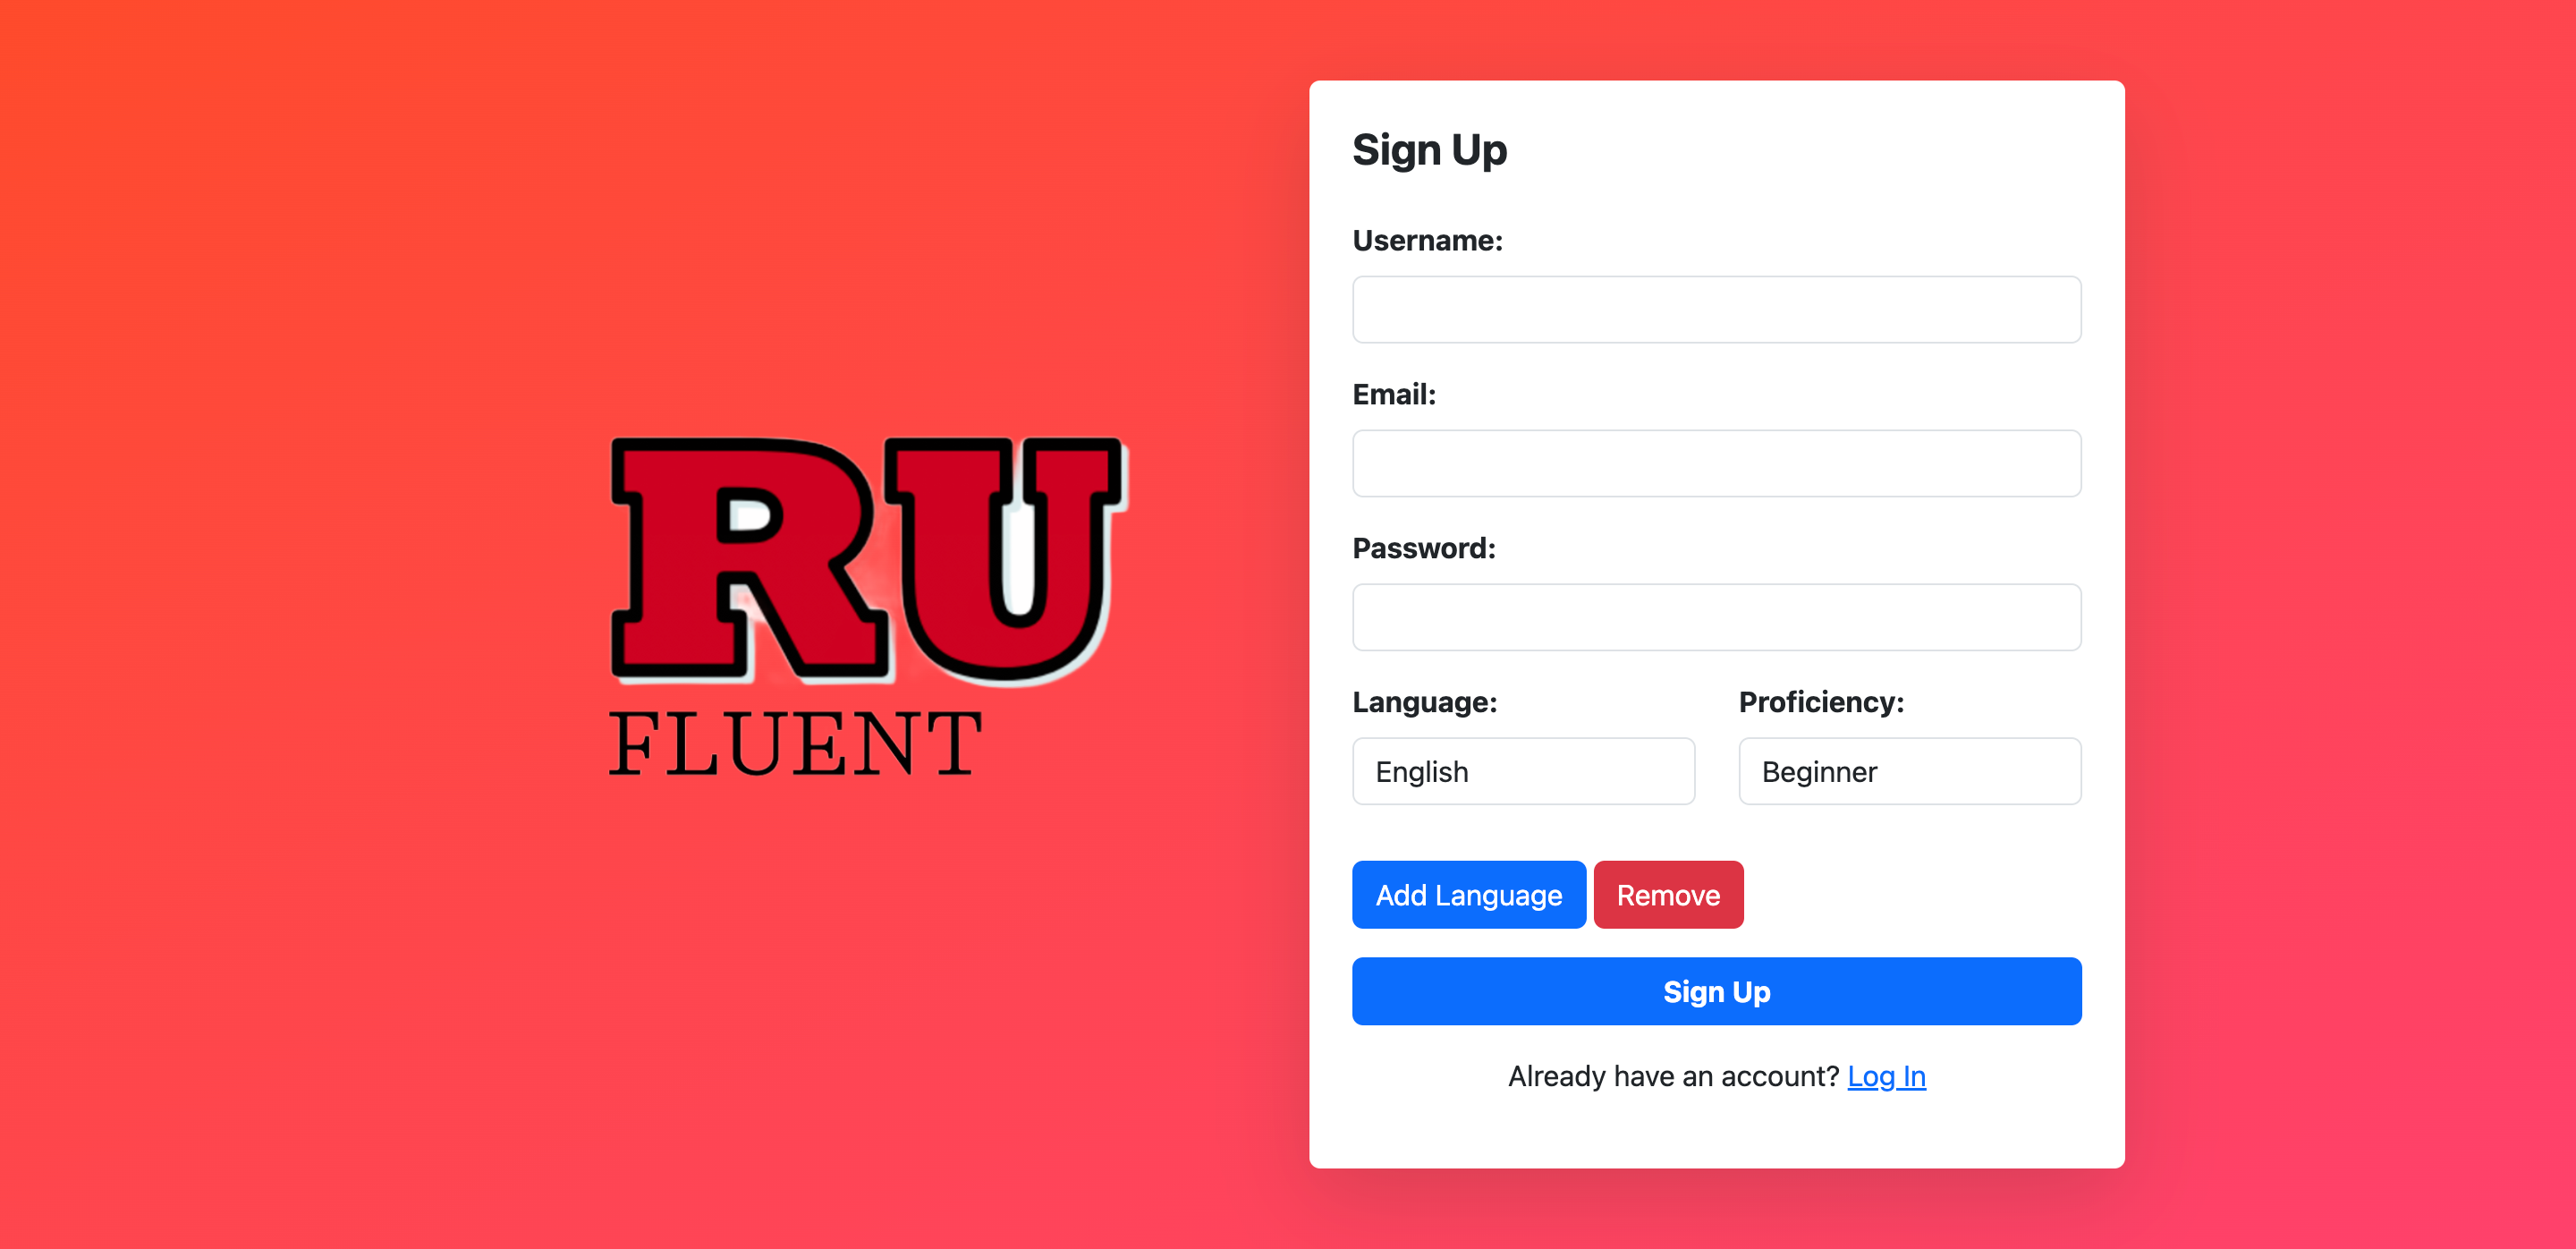 RU
FLUENT
Sign Up
Username:
Email:
Password:
Language: Proficiency:
English Beginner
Add Language Remove
Sign Up
Already have an account? Log In